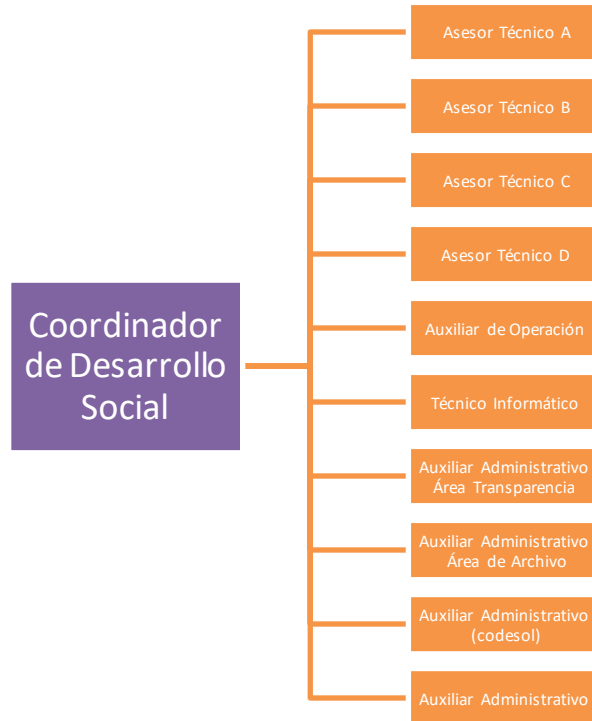 Coordinador
de Desarrollo
Social
Asesor Técnico A
Asesor Técnico B
Asesor Técnico C
Asesor Técnico D
Auxiliar de Operación
Técnico Informático
Auxiliar Administrativo
Área Transparencia
Auxiliar Administrativo
Área de Archivo
Auxiliar Administrativo
(codesol)
Auxiliar Administrativo